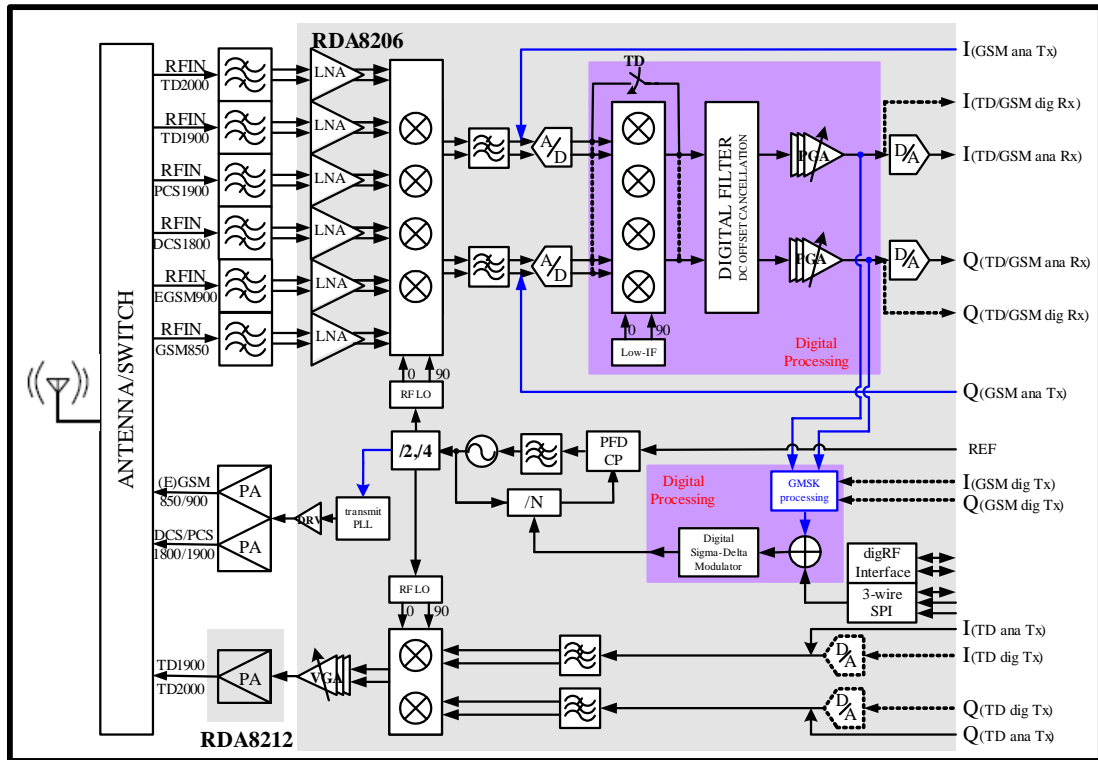 RDA8206
ANTENNA/SWITCH
RFIN
TD2000
RFIN
TD1900
RFIN
PCS1900
RFIN
DCS1800
RFIN
EGSM900
RFIN
GSM850
LNA
LNA
LNA
LNA
LNA
LNA
A/D
A/D
TD
0
90
Low-IF
DIGITAL FILTER
DC OFFSET CANCELLATION
PGA
PGA
Digital
Processing
D/A
D/A
I(GSM ana Tx)
I(TD/GSM dig Rx)
I(TD/GSM ana Rx)
Q(TD/GSM ana Rx)
Q(TD/GSM dig Rx)
Q(GSM ana Tx)
0
90
RF LO
/2,/4
PFD
CP
REF
/N
(E)GSM
850/900
DCS/PCS
1800/1900
PA
PA
DRV
transmit
PLL
Digital
Processing
GMSK
processing
Digital
Sigma-Delta
Modulator
I(GSM dig Tx)
Q(GSM dig Tx)
digRF
Interface
3-wire
SPI
RF LO
0
90
TD1900
TD2000
PA
RDA8212
VGA
D/A
D/A
I(TD ana Tx)
I(TD dig Tx)
Q(TD dig Tx)
Q(TD ana Tx)